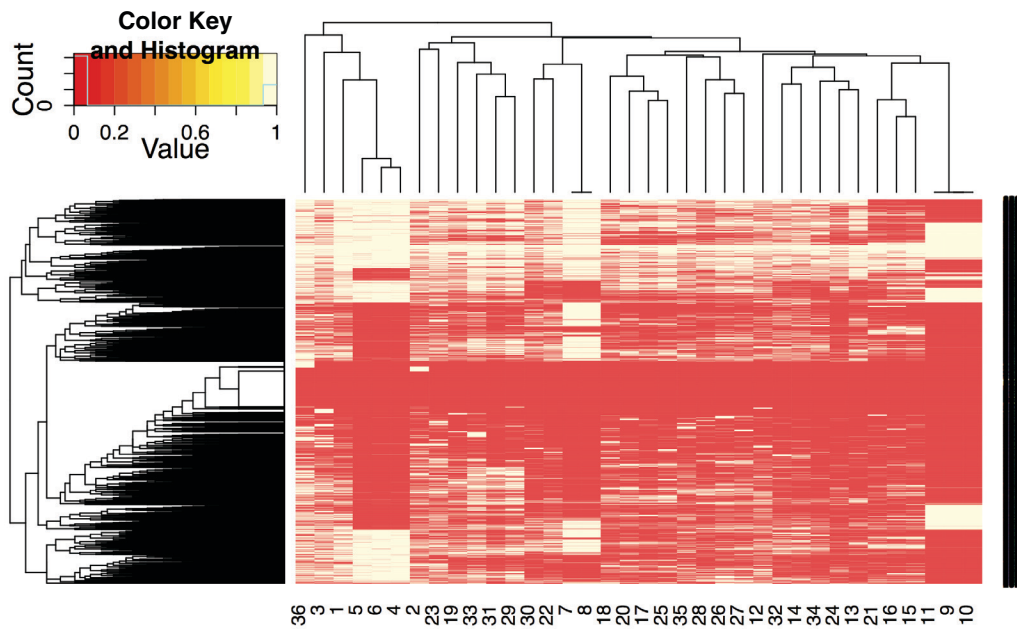 Color Key
and Histogram
Count
0
0 0.2 0.6 1
Value
36 3 1 5 6 4 2 23 19 33 31 29 30 22 7 8 18 20 17 25 35 28 26 27 12 32 14 34 24 13 21 16 15 11 9 10